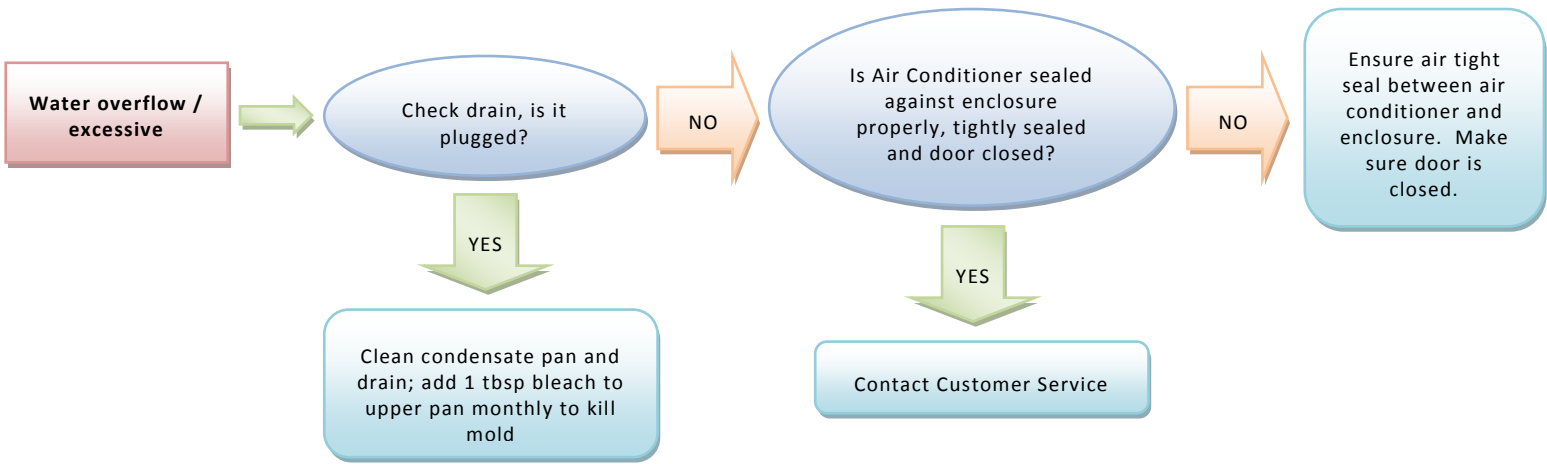 Water overflow /
excessive
Check drain, is it
plugged?
NO
Is Air Conditioner sealed
against enclosure
properly, tightly sealed
and door closed?
NO
Ensure air tight
seal between air
conditioner and
enclosure.  Make
sure door is
closed.
YES
YES
Clean condensate pan and
drain; add 1 tbsp bleach to
upper pan monthly to kill
mold
Contact Customer Service